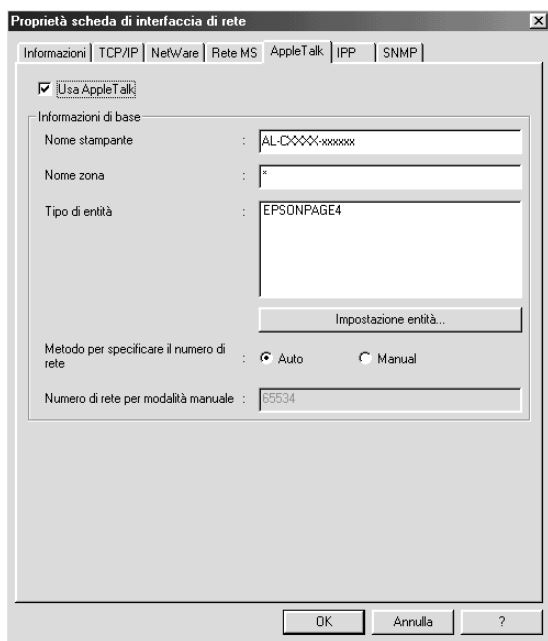 Proprietà scheda di interfaccia di rete
Informazioni TCP/IP NetWare Rete MS AppleTalk IPP SNMP
Usa AppleTalk
Informazioni di base
Nome stampante : AL-CXXXX-xxxxxx
Nome zona : *
Tipo di entità : EPSONPAGE4
Impostazione entità...
Metodo per specificare il numero di
rete : Auto Manual
Numero di rete per modalità manuale : 65534
OK Annulla ?